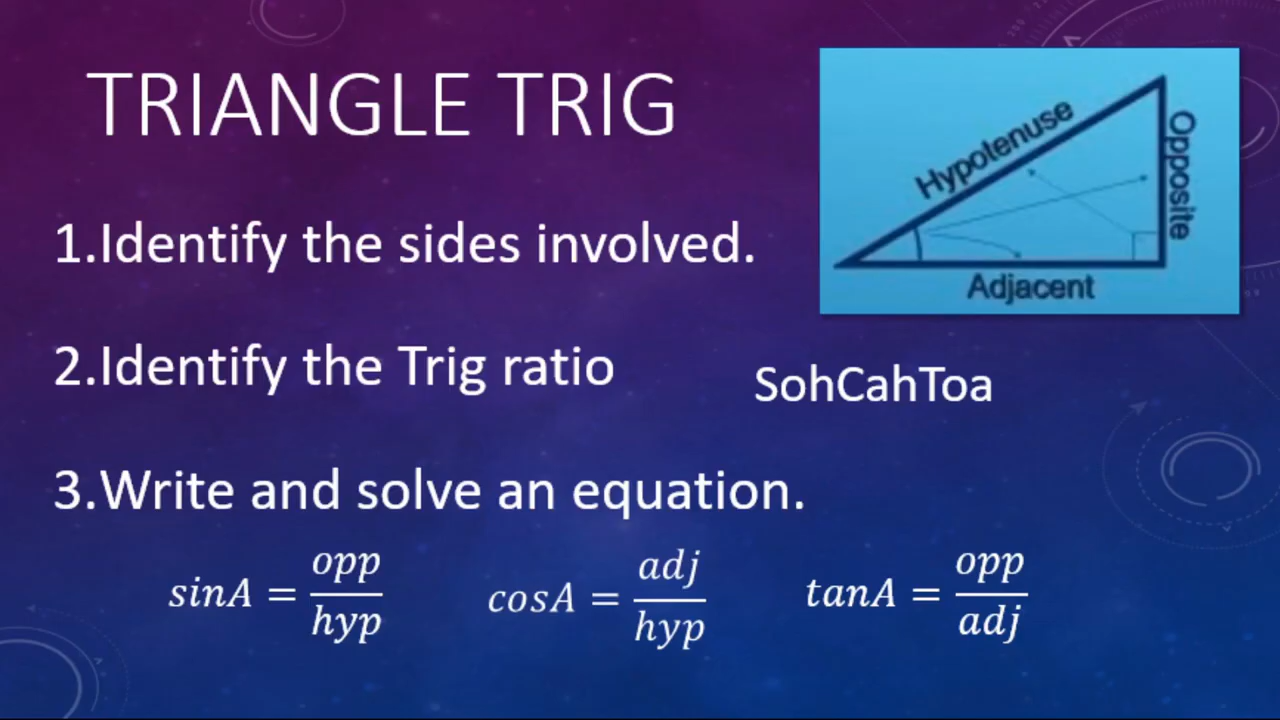 TRIANGLE TRIG
Hypotenuse
Opposite
Adjacent
1.Identify the sides involved.
2.Identify the Trig ratio
SohCahToa
3.Write and solve an equation.
sinA = opp/hyp
cosA = adj/hyp
tanA = opp/adj